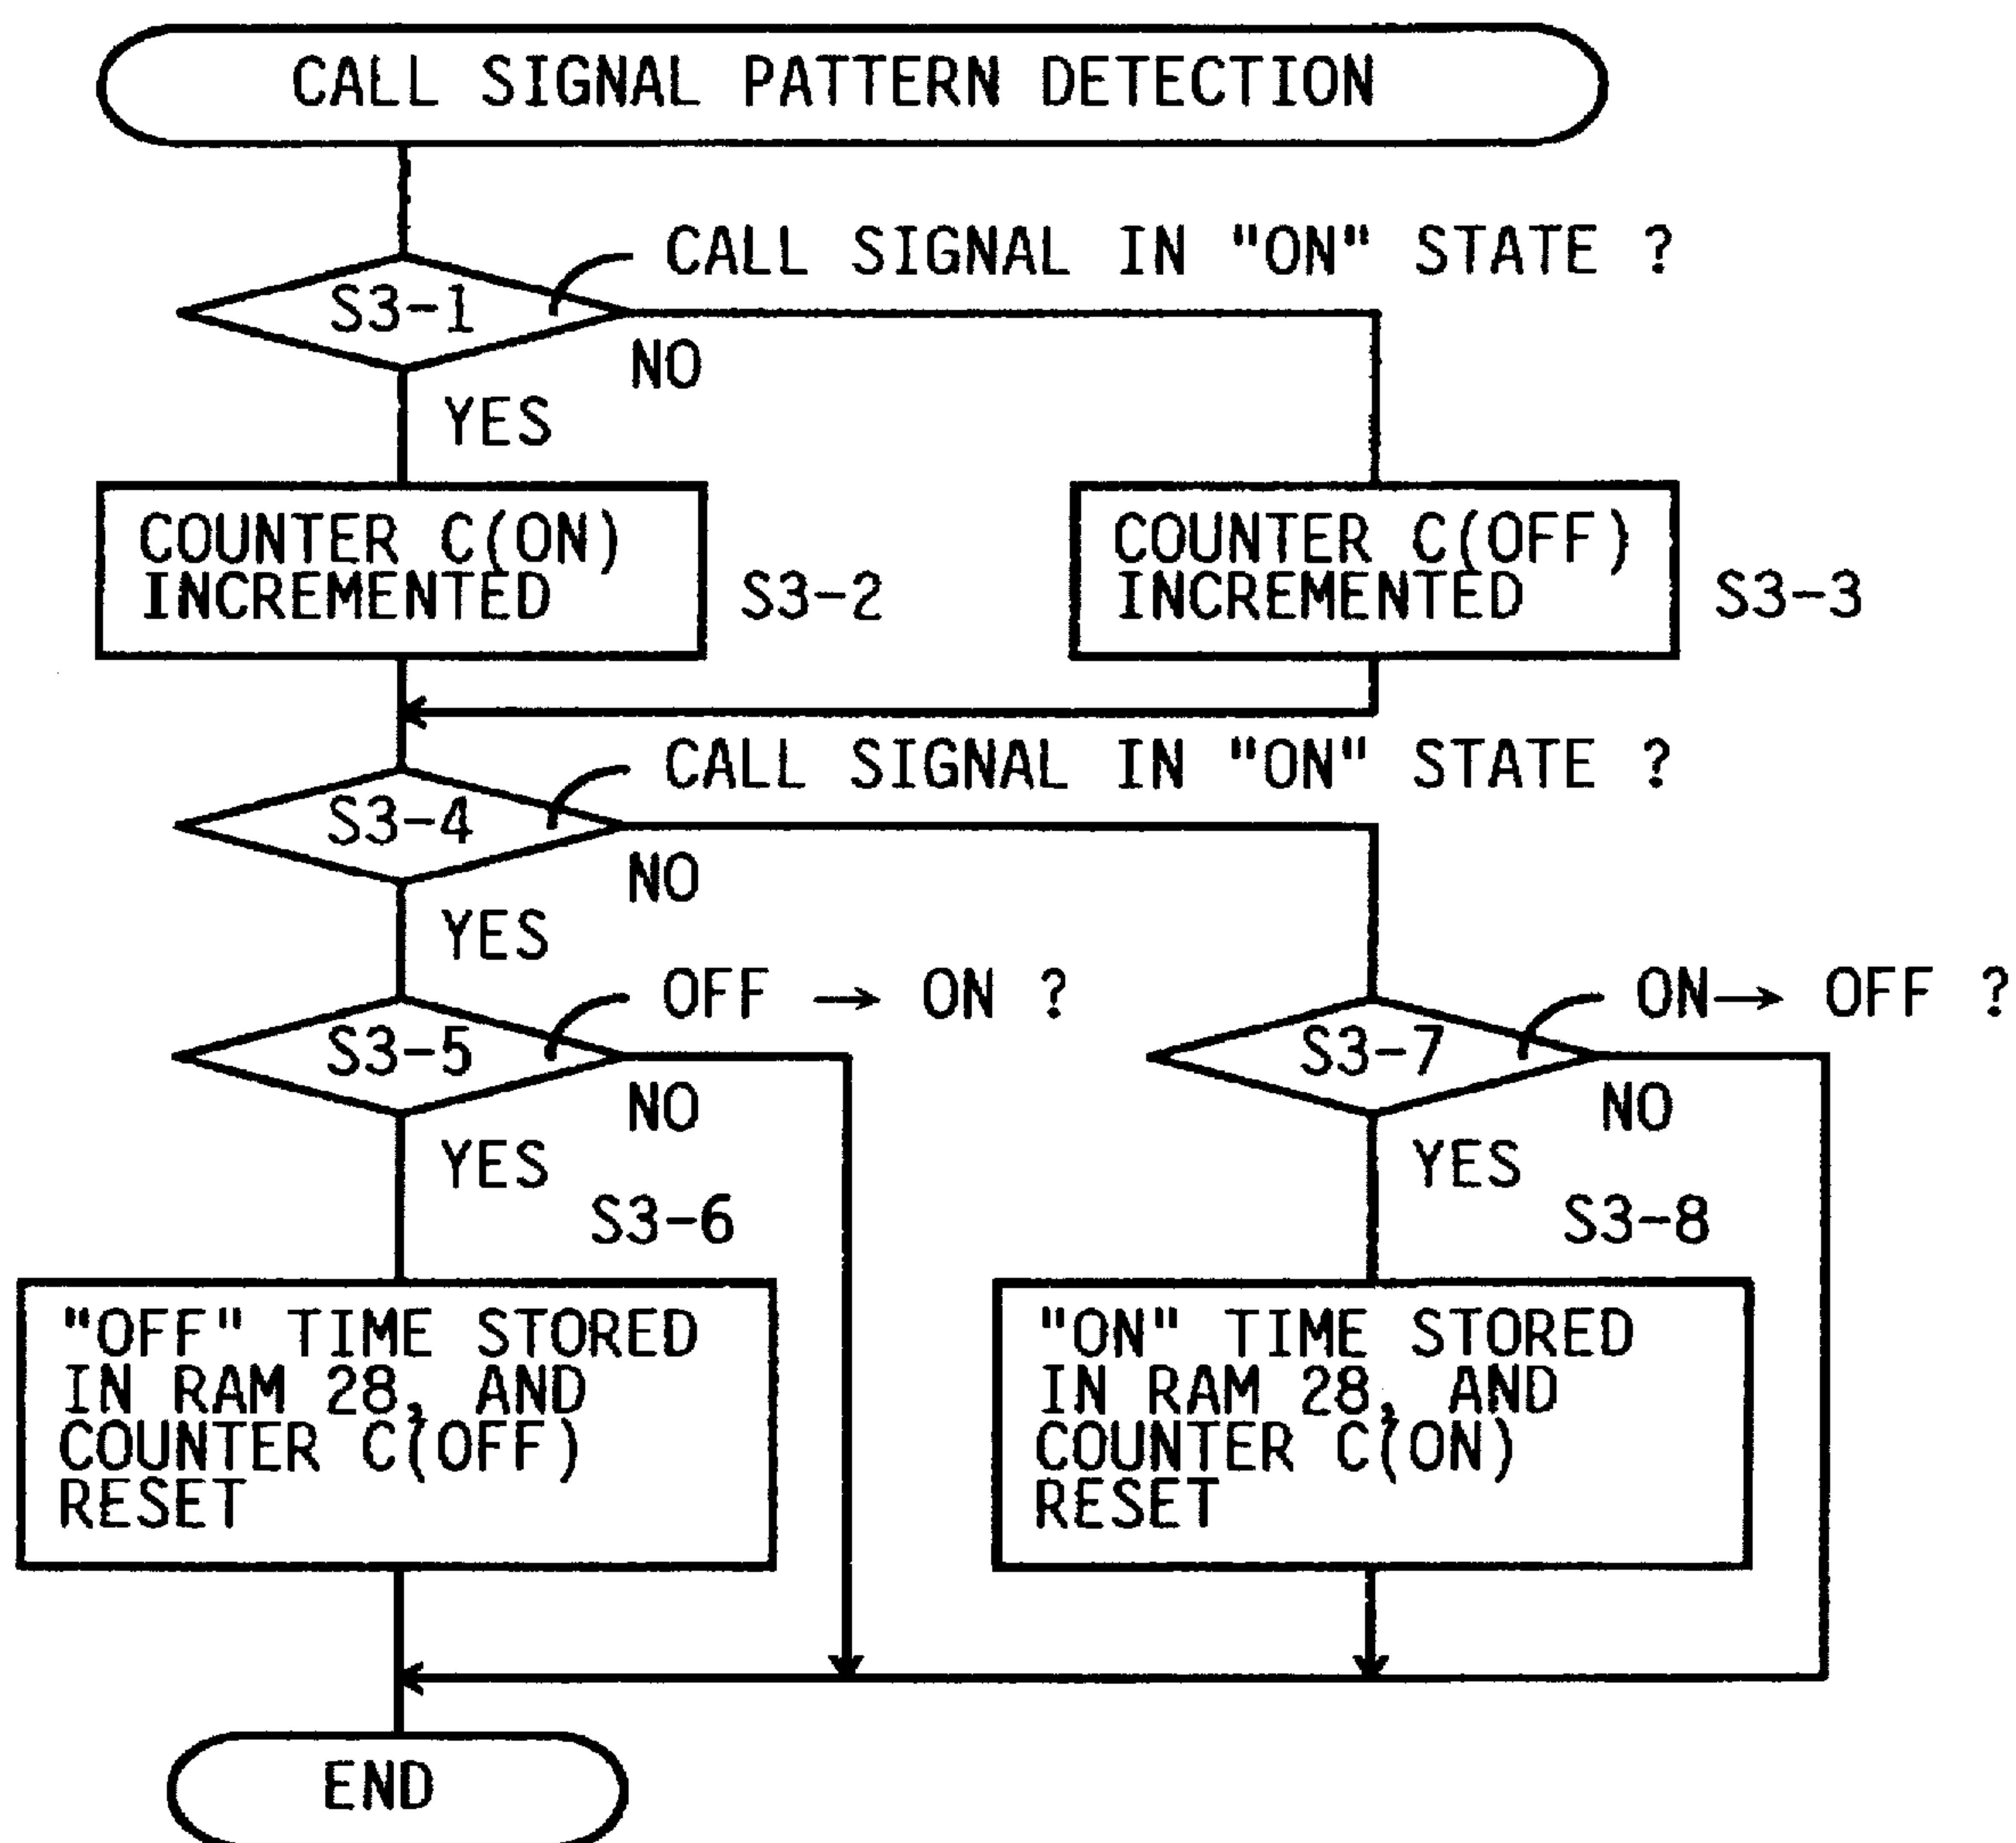 CALL SIGNAL PATTERN DETECTION
CALL SIGNAL IN "ON" STATE ?
S3-1
NO
YES
COUNTER C(ON)
INCREMENTED
S3-2
COUNTER C(OFF)
INCREMENTED
S3-3
CALL SIGNAL IN "ON" STATE ?
S3-4
NO
YES
OFF → ON ?
S3-5
NO
YES
ON → OFF ?
S3-7
NO
YES
S3-6
"OFF" TIME STORED
IN RAM 28, AND
COUNTER C(OFF)
RESET
S3-8
"ON" TIME STORED
IN RAM 28, AND
COUNTER C(ON)
RESET
END